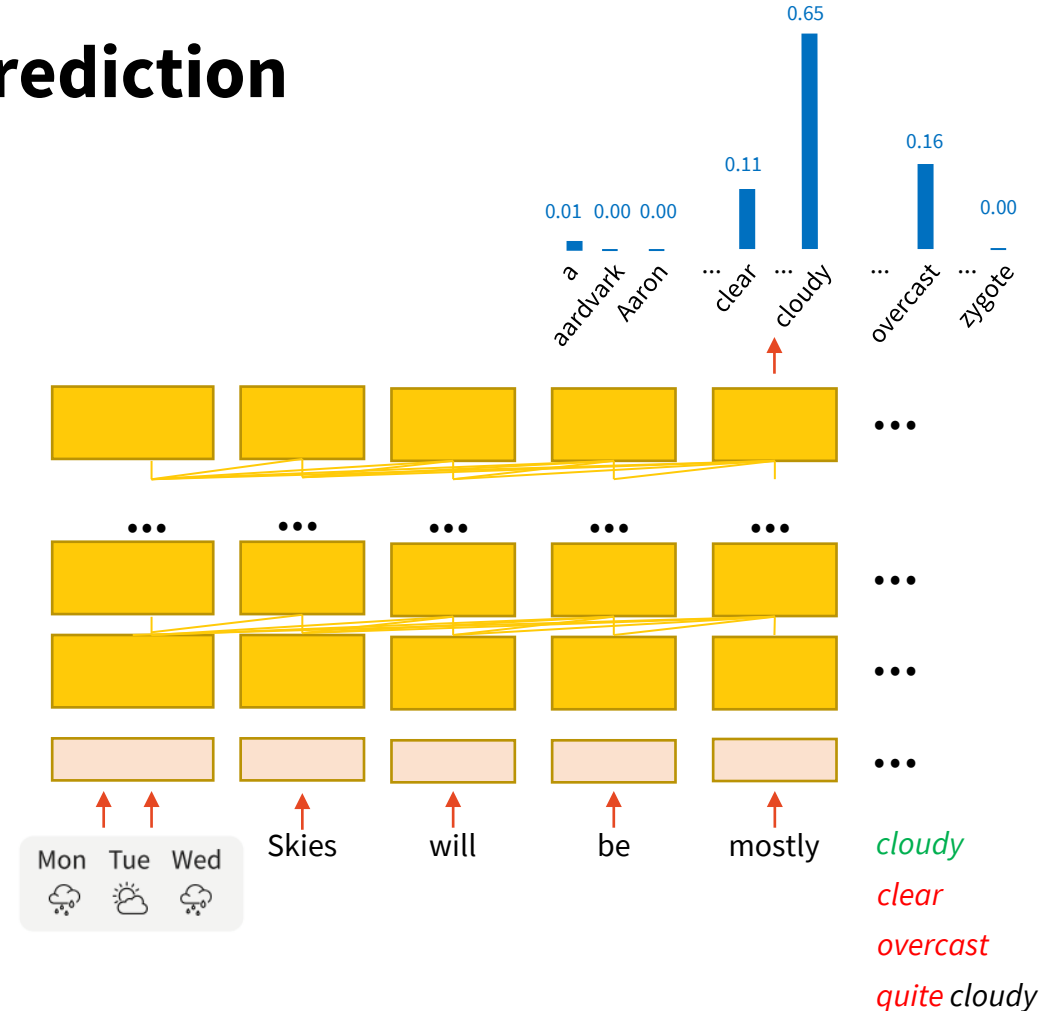 rediction
0.65
0.16
0.11
0.01 0.00 0.00
0.00
a aardvark Aaron ... clear ... cloudy ... overcast ... zygote
...
...
... ... ... ... ...
...
...
Skies will be mostly
cloudy
Mon Tue Wed
clear
overcast
quite cloudy